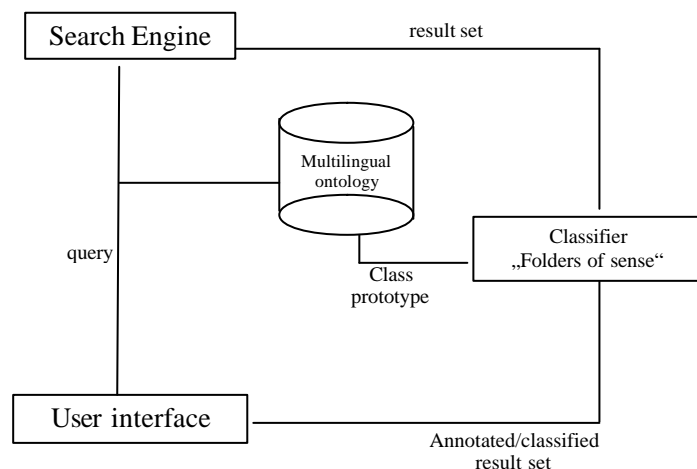 Search Engine
result set
Multilingual
ontology
Classifier
„Folders of sense“
query
Class
prototype
User interface
Annotated/classified
result set